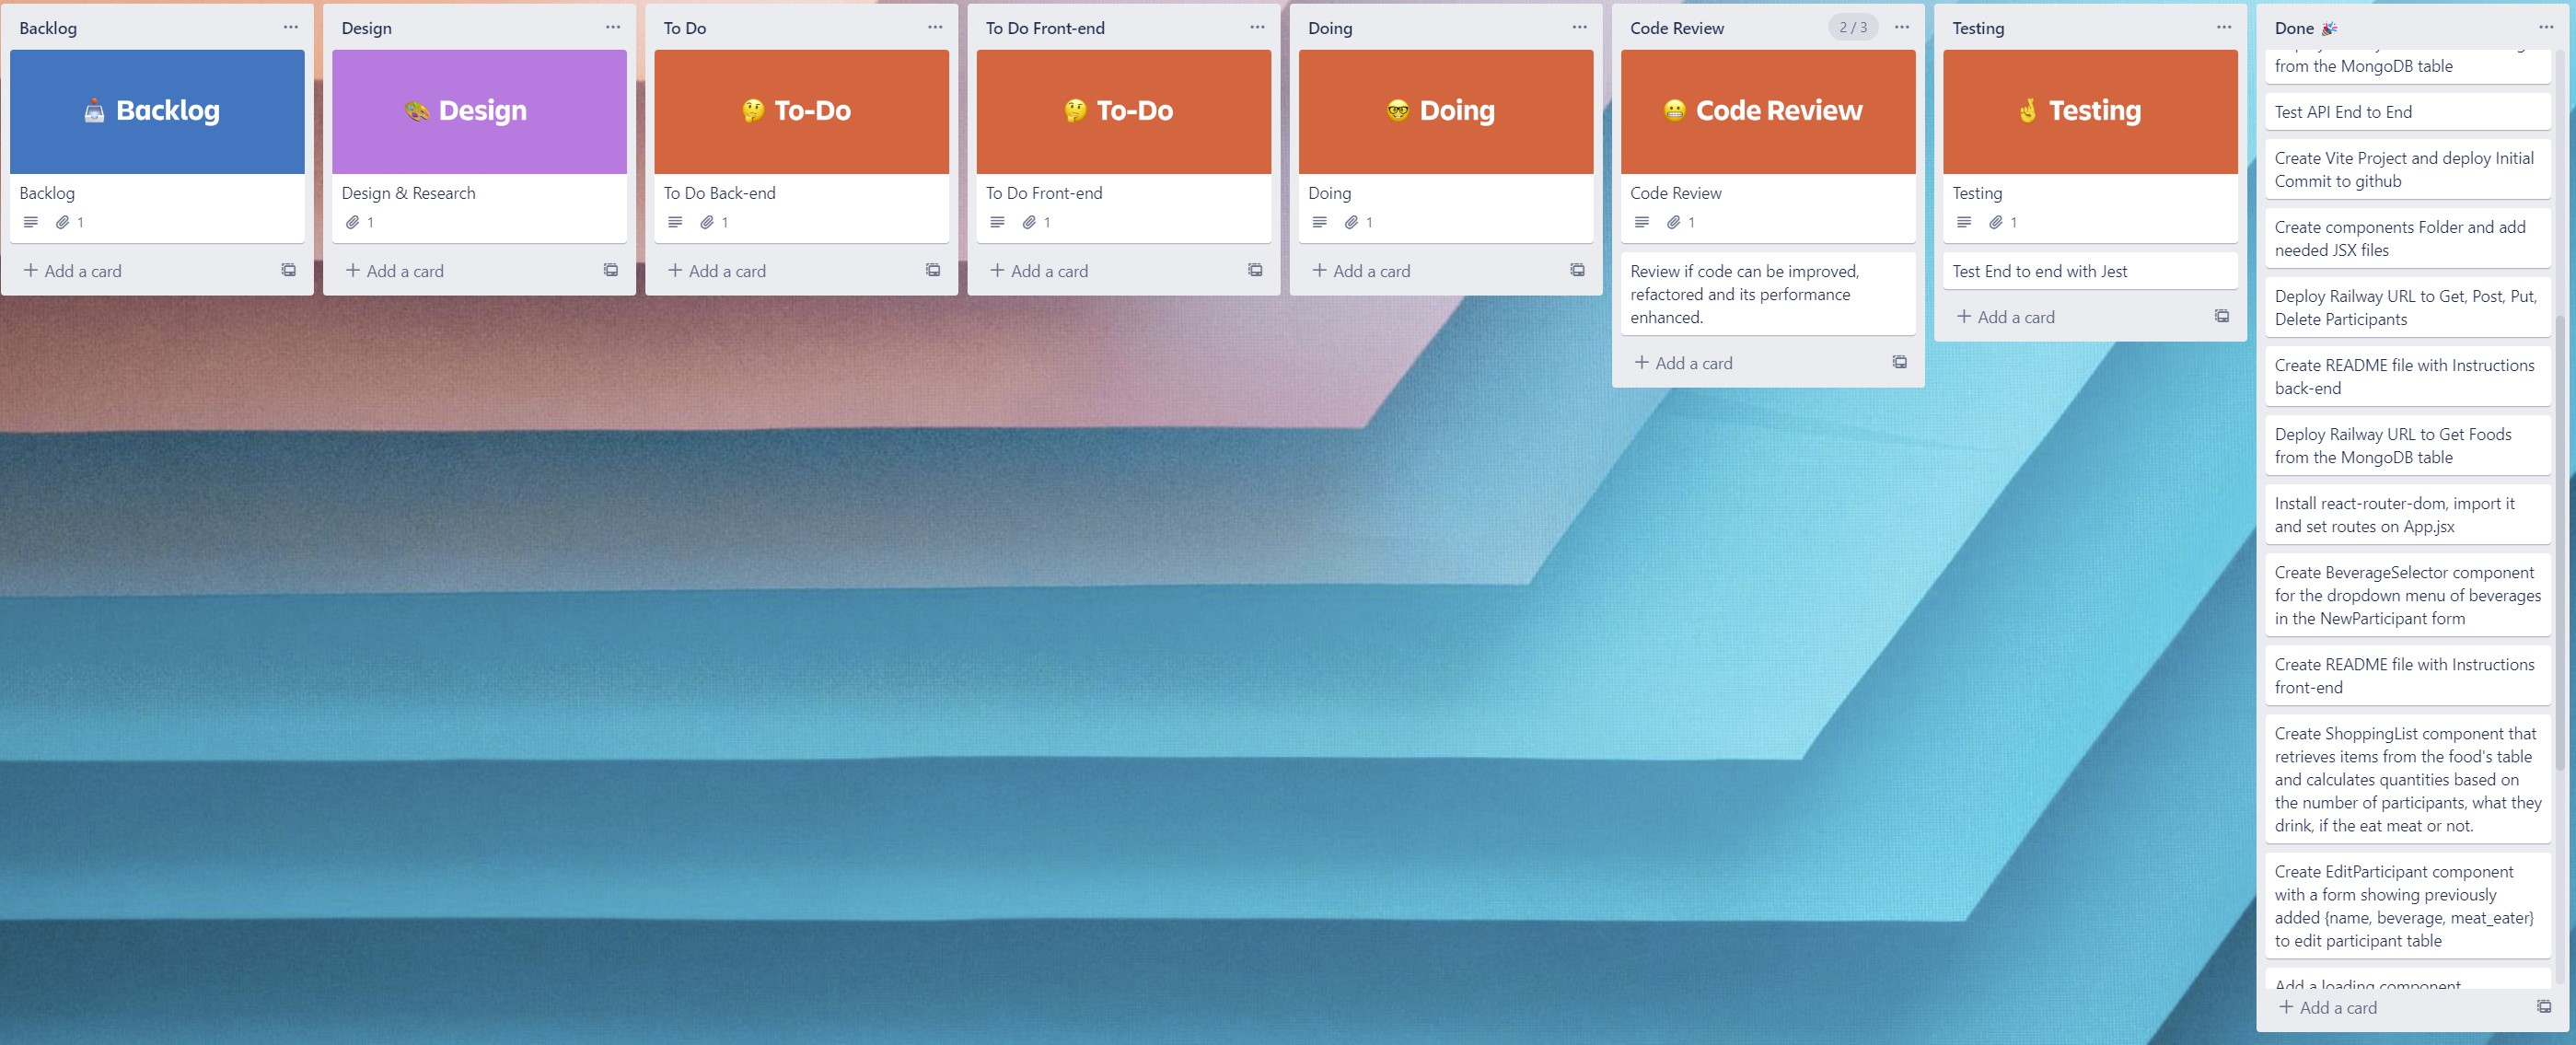 Backlog
Backlog
Backlog
1
Add a card
Design
Design
Design & Research
1
Add a card
To Do
To-Do
To Do Back-end
1
Add a card
To Do Front-end
To-Do
To Do Front-end
1
Add a card
Doing
Doing
Doing
1
Add a card
Code Review
2 / 3
Code Review
Code Review
1
Review if code can be improved,
refactored and its performance
enhanced.
Add a card
Testing
Testing
Testing
1
Test End to end with Jest
Add a card
Done
from the MongoDB table
Test API End to End
Create Vite Project and deploy Initial
Commit to github
Create components Folder and add
needed JSX files
Deploy Railway URL to Get, Post, Put,
Delete Participants
Create README file with Instructions
back-end
Deploy Railway URL to Get Foods
from the MongoDB table
Install react-router-dom, import it
and set routes on App.jsx
Create BeverageSelector component
for the dropdown menu of beverages
in the NewParticipant form
Create README file with Instructions
front-end
Create ShoppingList component that
retrieves items from the food's table
and calculates quantities based on
the number of participants, what they
drink, if the eat meat or not.
Create EditParticipant component
with a form showing previously
added {name, beverage, meat_eater}
to edit participant table
Add a loading component
Add a card